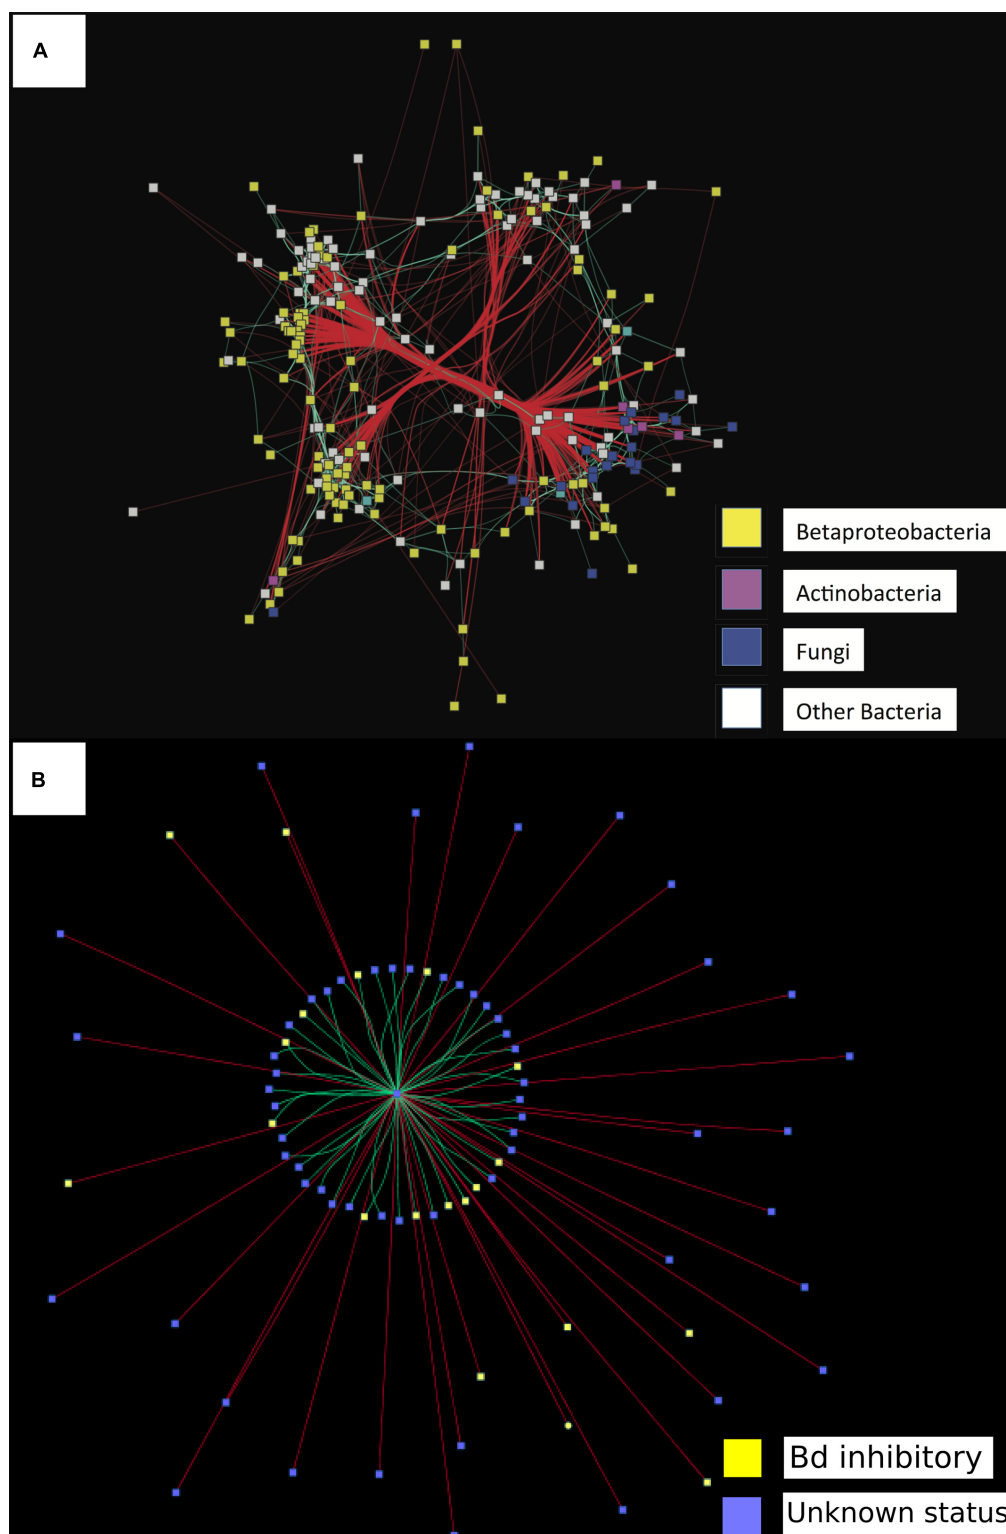 A
Betaproteobacteria
Actinobacteria
Fungi
Other Bacteria
B
Bd inhibitory
Unknown status